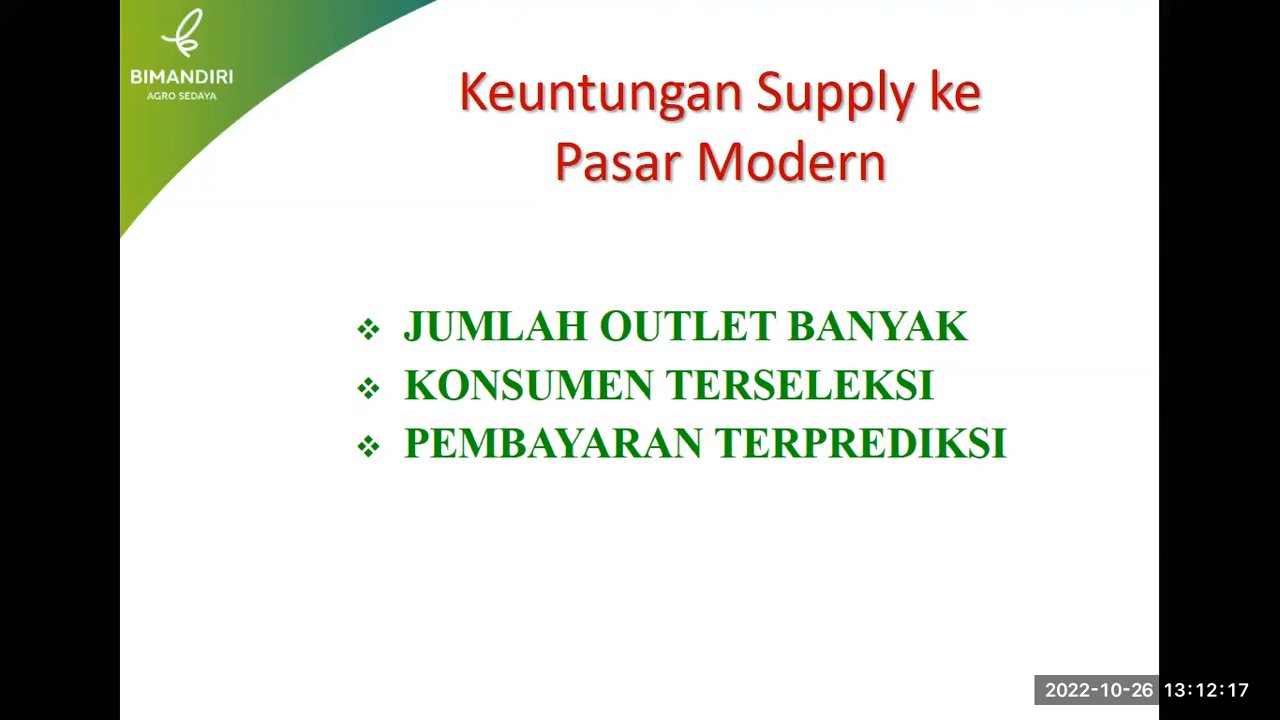 BIMANDIRI
AGRO SEDAYA
Keuntungan Supply ke
Pasar Modern
❖ JUMLAH OUTLET BANYAK
❖ KONSUMEN TERSELEKSI
❖ PEMBAYARAN TERPREDIKSI
2022-10-26 13:12:17